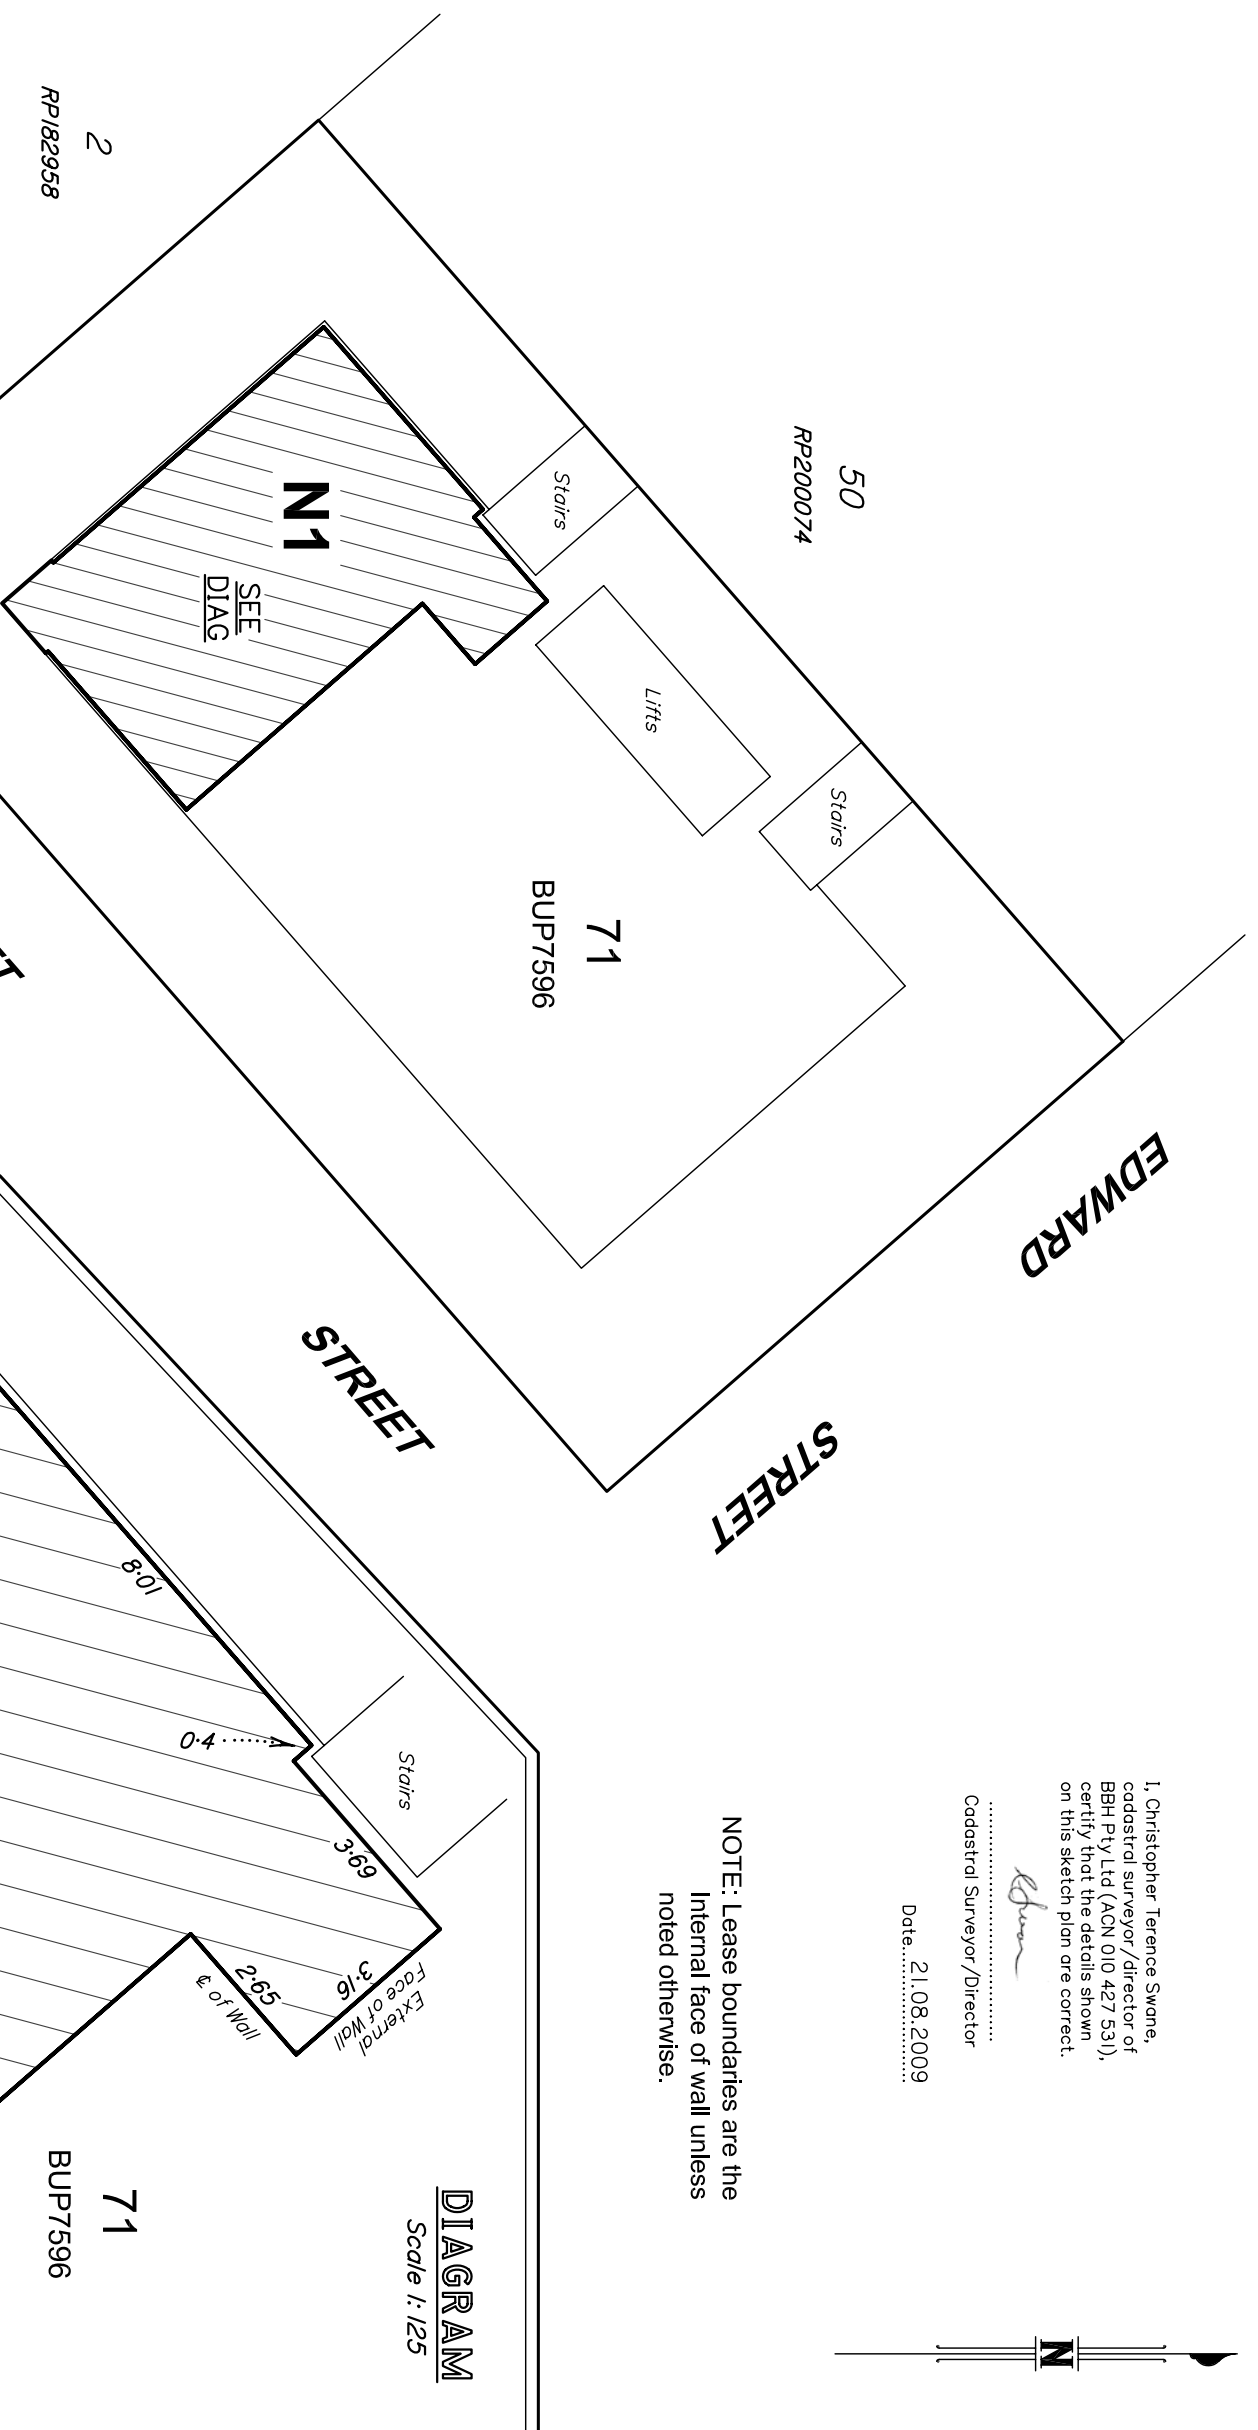 2
RP182958
50
RP200074
N1
SEE
DIAG
Stairs
Lifts
Stairs
71
BUP7596
EDWARD
STREET
STREET
I, Christopher Terence Swane,
cadastral surveyor/director of
BBH Pty Ltd (ACN 010 427 531),
certify that the details shown
on this sketch plan are correct.
Cadastral Surveyor/Director
Date....21.08.2009
NOTE: Lease boundaries are the
Internal face of wall unless
noted otherwise.
N
8·01
0·4
Stairs
3·69
3·16
External
Face of Wall
2·65
℄ of Wall
71
BUP7596
DIAGRAM
Scale 1:125